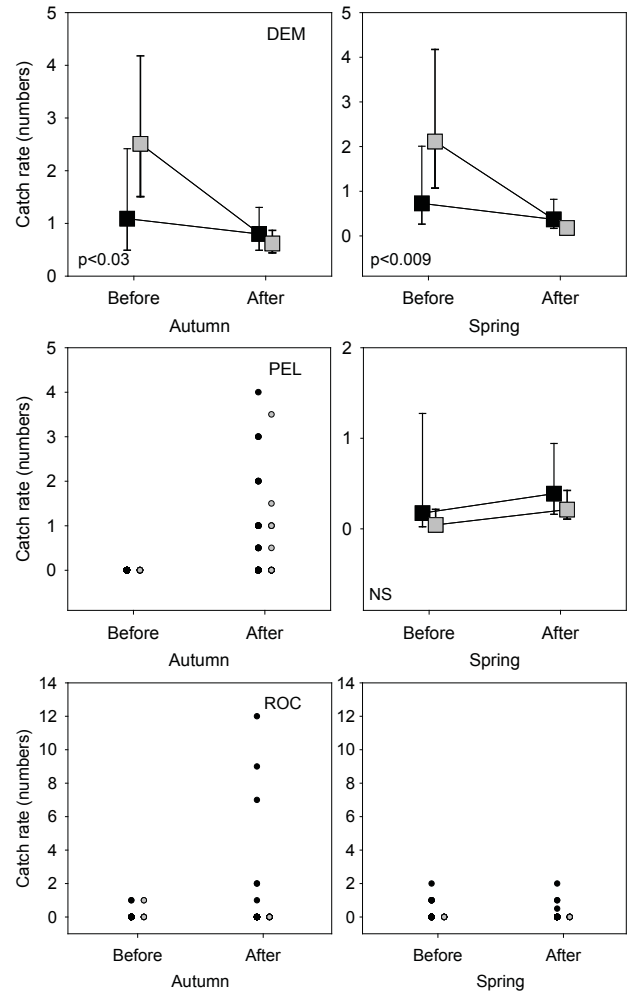 5
4
3
2
1
0
Catch rate (numbers)
DEM
p<0.03
Before
After
Autumn
5
4
3
2
1
0
p<0.009
Before
After
Spring
5
4
3
2
1
0
Catch rate (numbers)
PEL
Before
After
Autumn
2
1
0
NS
Before
After
Spring
14
12
10
8
6
4
2
0
Catch rate (numbers)
ROC
Before
After
Autumn
14
12
10
8
6
4
2
0
Before
After
Spring